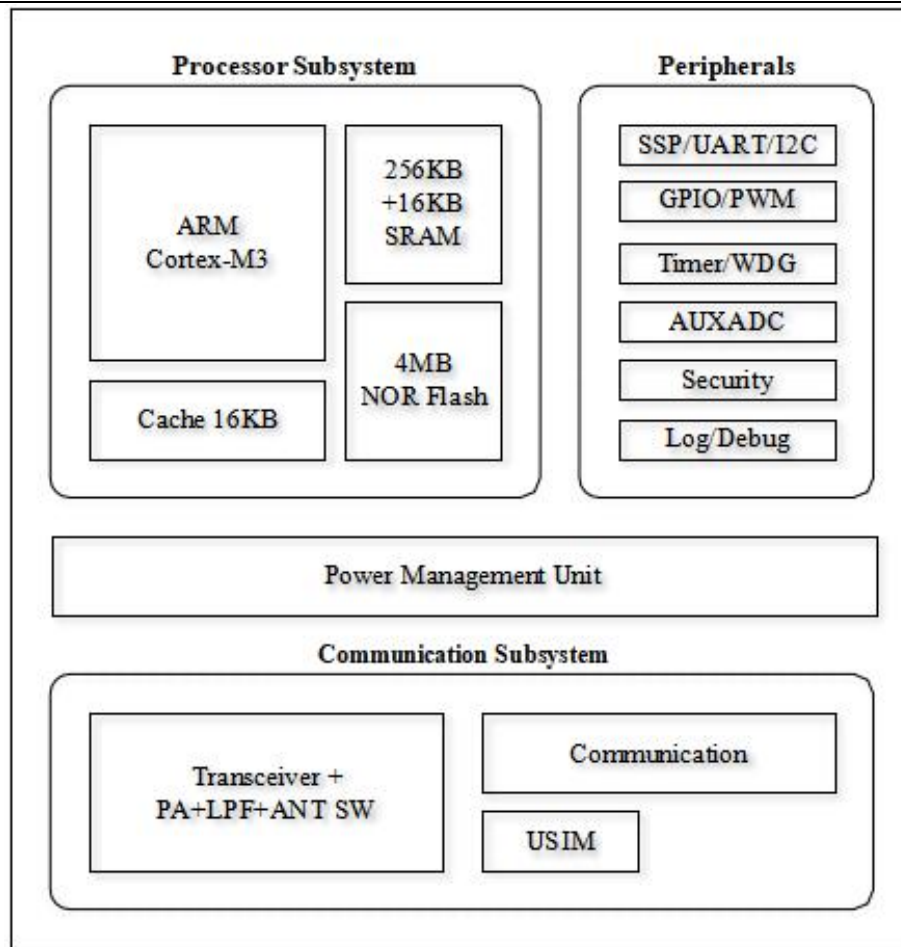 Processor Subsystem
ARM
Cortex-M3
256KB
+16KB
SRAM
Cache 16KB
4MB
NOR Flash
Peripherals
SSP/UART/I2C
GPIO/PWM
Timer/WDG
AUXADC
Security
Log/Debug
Power Management Unit
Communication Subsystem
Transceiver +
PA+LPF+ANT SW
Communication
USIM